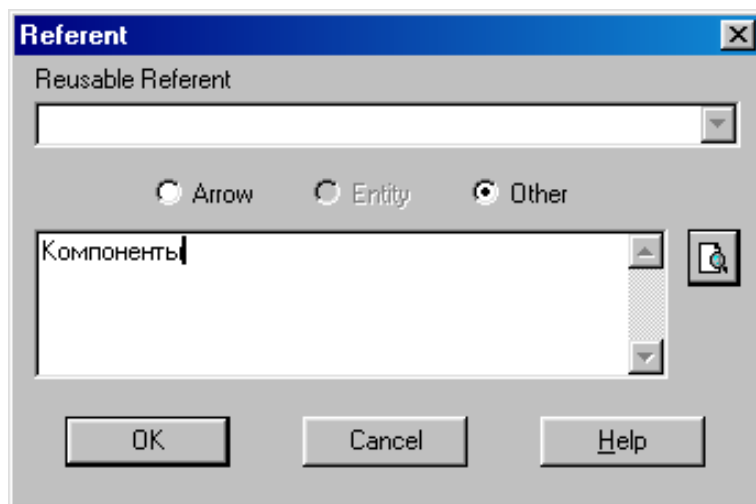 Referent
Reusable Referent
Arrow Entity Other
Компоненты
OK Cancel Help